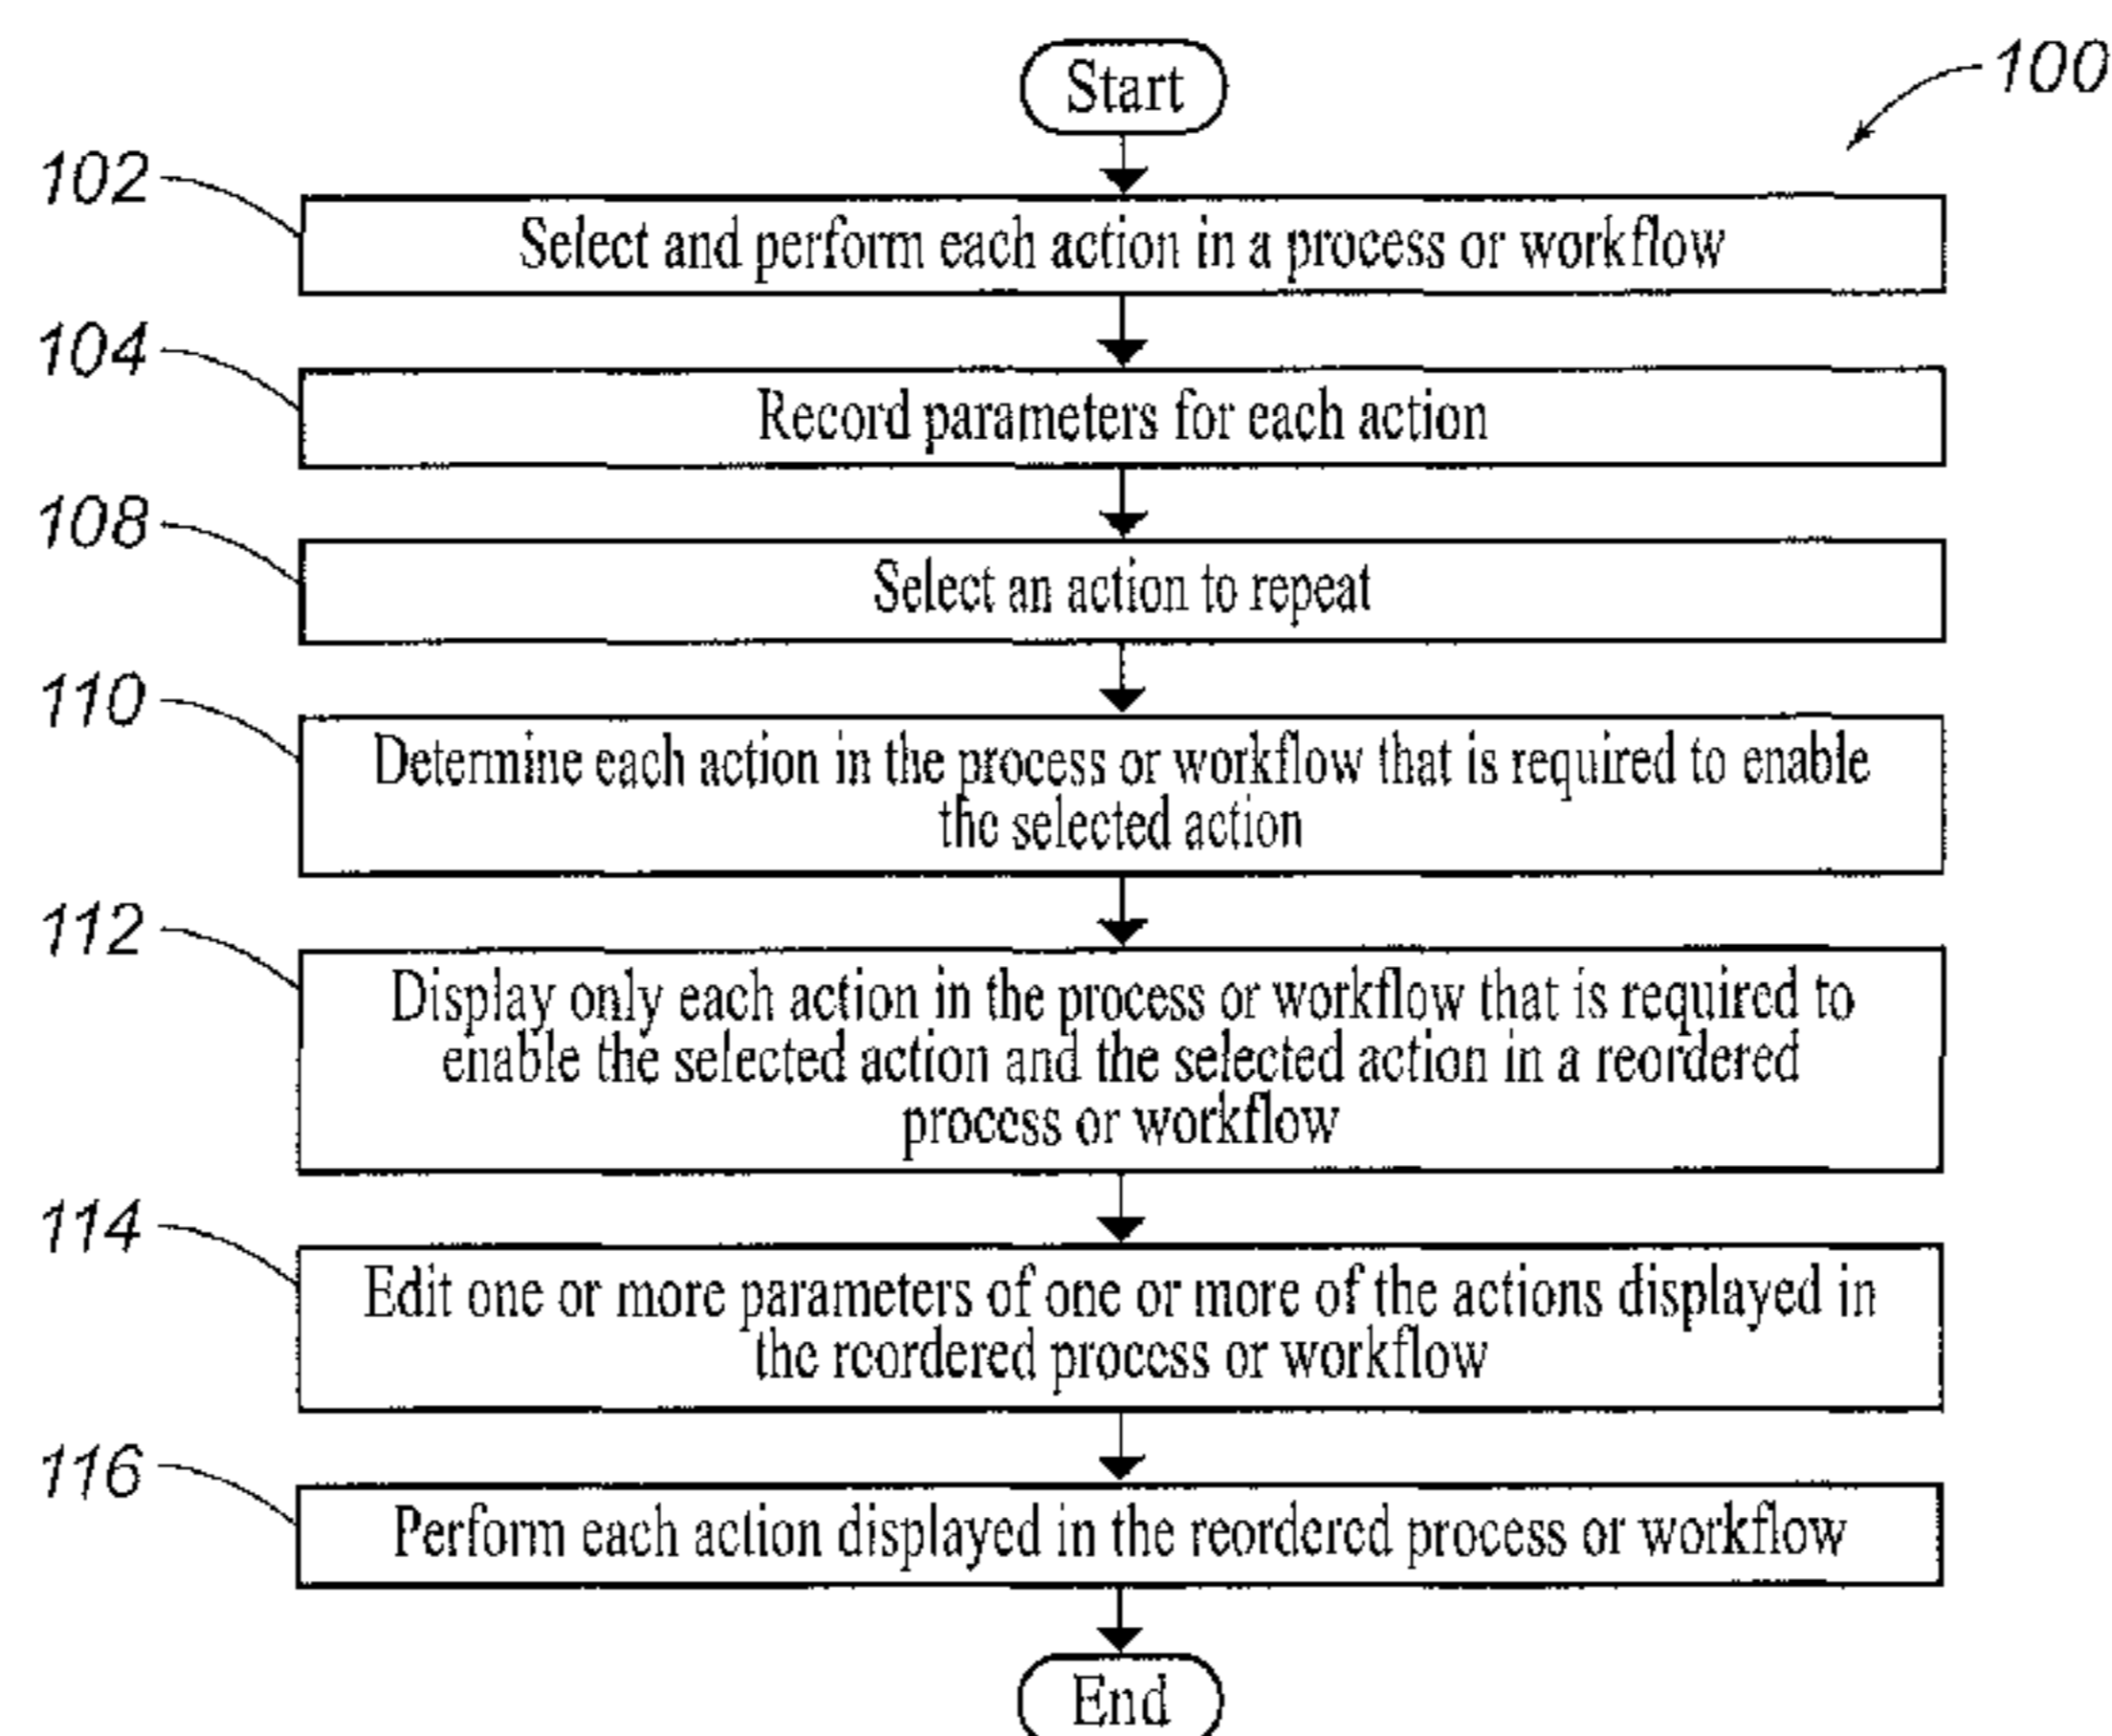 Start
100
102
Select and perform each action in a process or workflow
104
Record parameters for each action
108
Select an action to repeat
110
Determine each action in the process or workflow that is required to enable
the selected action
112
Display only each action in the process or workflow that is required to
enable the selected action and the selected action in a reordered
process or workflow
114
Edit one or more parameters of one or more of the actions displayed in
the reordered process or workflow
116
Perform each action displayed in the reordered process or workflow
End